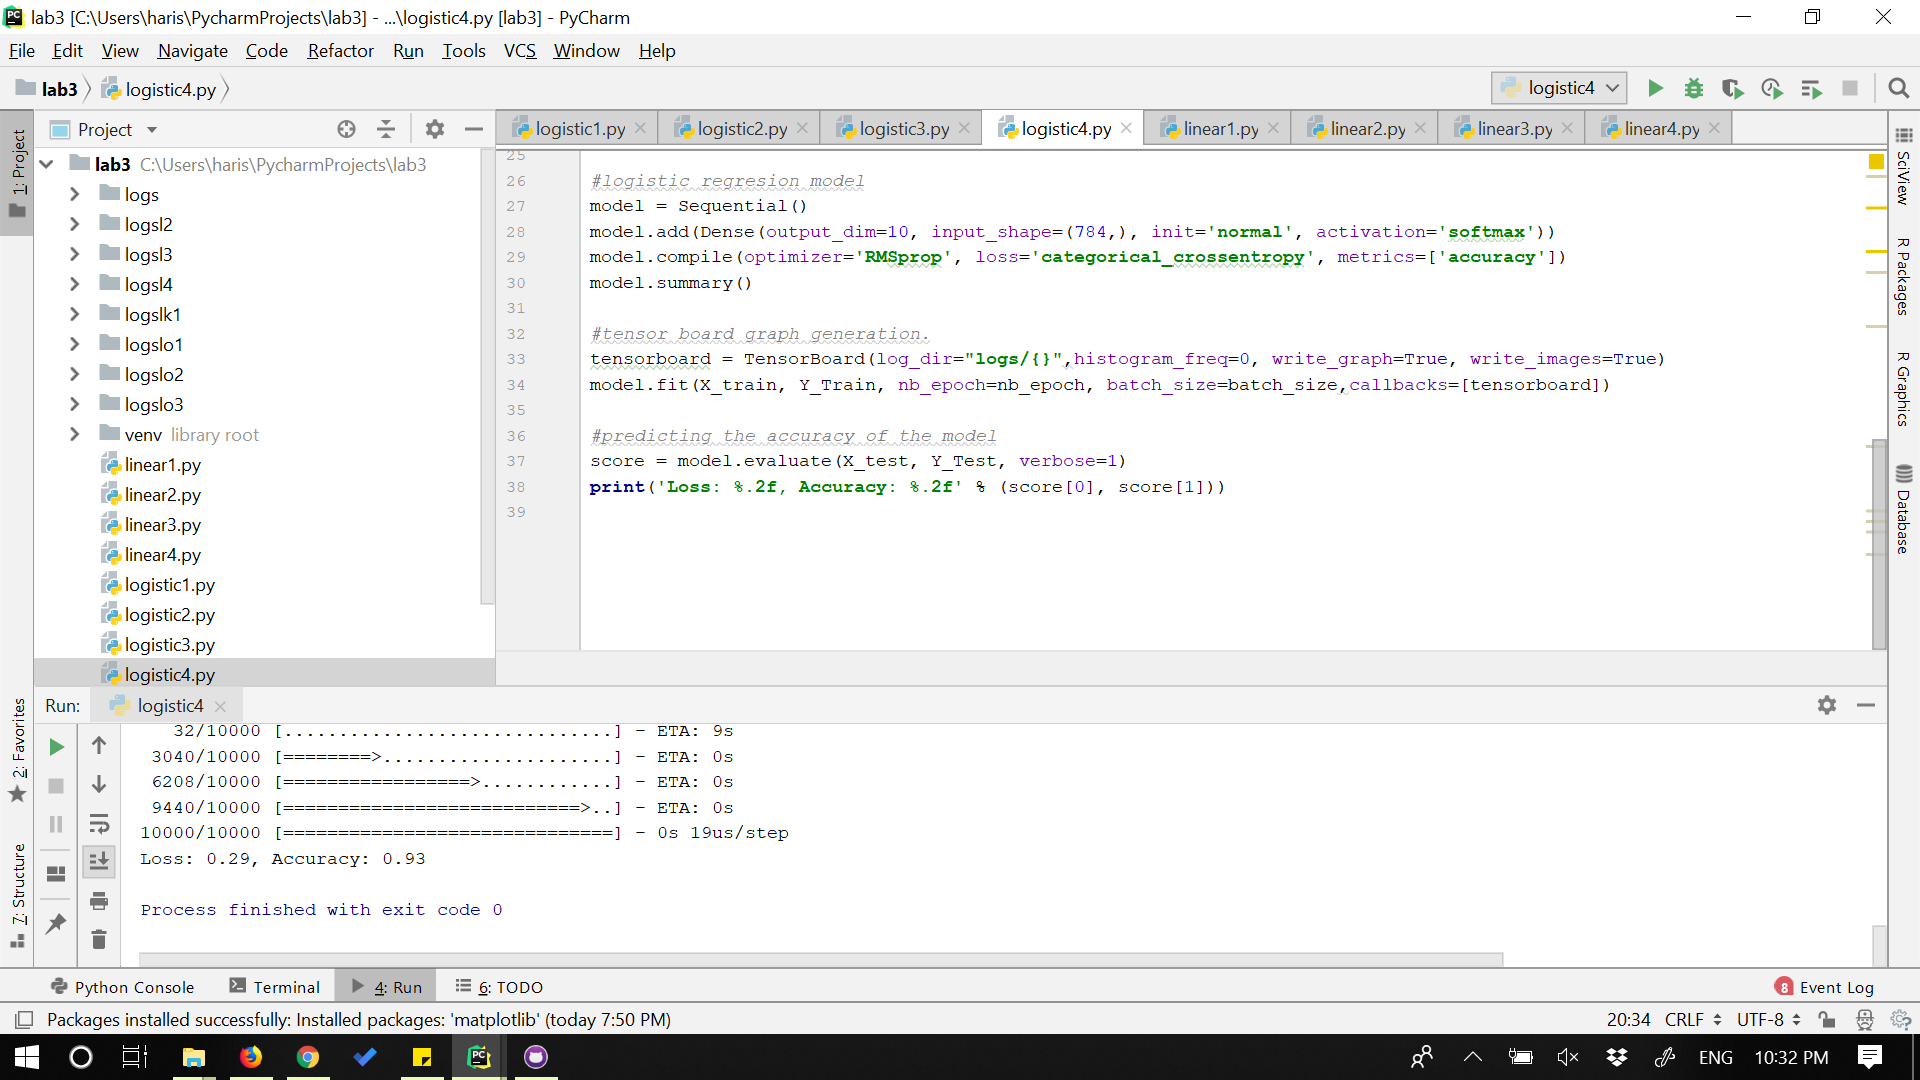 lab3 [C:\Users\haris\PycharmProjects\lab3] - ...\logistic4.py [lab3] - PyCharm
File Edit View Navigate Code Refactor Run Tools VCS Window Help
lab3 logistic4.py
logistic4
1: Project
Project
lab3 C:\Users\haris\PycharmProjects\lab3
logs
logsl2
logsl3
logsl4
logslk1
logslo1
logslo2
logslo3
venv library root
linear1.py
linear2.py
linear3.py
linear4.py
logistic1.py
logistic2.py
logistic3.py
logistic4.py
logistic1.py logistic2.py logistic3.py logistic4.py linear1.py linear2.py linear3.py linear4.py
25
26 #logistic regresion model
27 model = Sequential()
28 model.add(Dense(output_dim=10, input_shape=(784,), init='normal', activation='softmax'))
29 model.compile(optimizer='RMSprop', loss='categorical_crossentropy', metrics=['accuracy'])
30 model.summary()
31
32 #tensor board graph generation.
33 tensorboard = TensorBoard(log_dir="logs/{}",histogram_freq=0, write_graph=True, write_images=True)
34 model.fit(X_train, Y_Train, nb_epoch=nb_epoch, batch_size=batch_size,callbacks=[tensorboard])
35
36 #predicting the accuracy of the model
37 score = model.evaluate(X_test, Y_Test, verbose=1)
38 print('Loss: %.2f, Accuracy: %.2f' % (score[0], score[1]))
39
SciView
R Packages
R Graphics
Database
2: Favorites
7: Structure
Run: logistic4
32/10000 [..............................] - ETA: 9s
3040/10000 [========>.....................] - ETA: 0s
6208/10000 [=================>............] - ETA: 0s
9440/10000 [===========================>..] - ETA: 0s
10000/10000 [==============================] - 0s 19us/step
Loss: 0.29, Accuracy: 0.93
Process finished with exit code 0
Python Console Terminal 4: Run 6: TODO 8 Event Log
Packages installed successfully: Installed packages: 'matplotlib' (today 7:50 PM) 20:34 CRLF UTF-8
PC ENG 10:32 PM